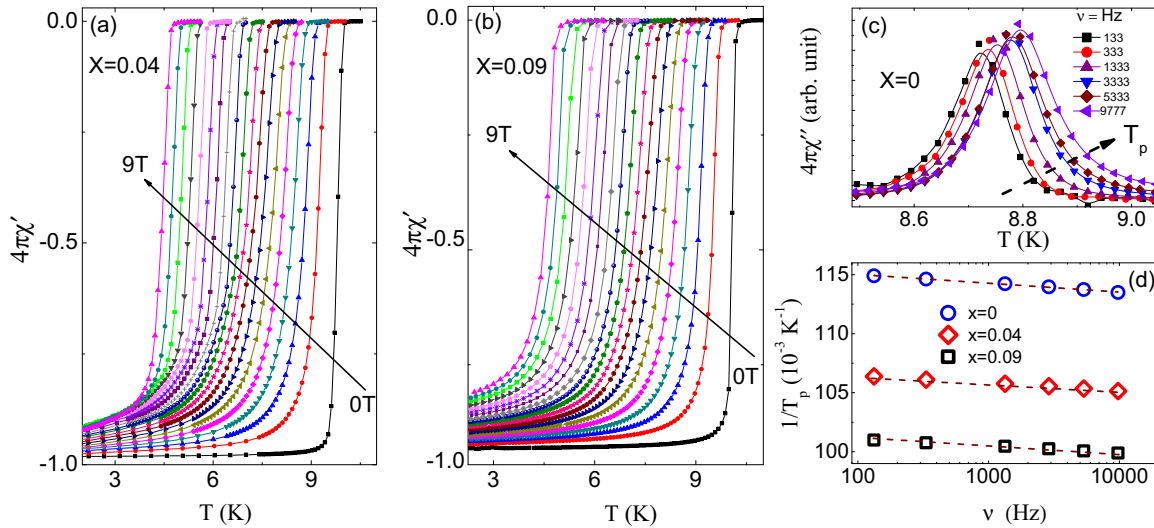 (a)
X=0.04
9T
0T
0.0
-0.5
-1.0
4πχ′
3
6
9
T (K)
(b)
X=0.09
9T
0T
0.0
-0.5
-1.0
4πχ′
3
6
9
T (K)
(c)
X=0
ν = Hz
133
333
1333
3333
5333
9777
Tp
4πχ″ (arb. unit)
8.6
8.8
9.0
T (K)
(d)
115
110
105
100
x=0
x=0.04
x=0.09
1/Tp (10-3 K-1)
100
1000
10000
ν (Hz)